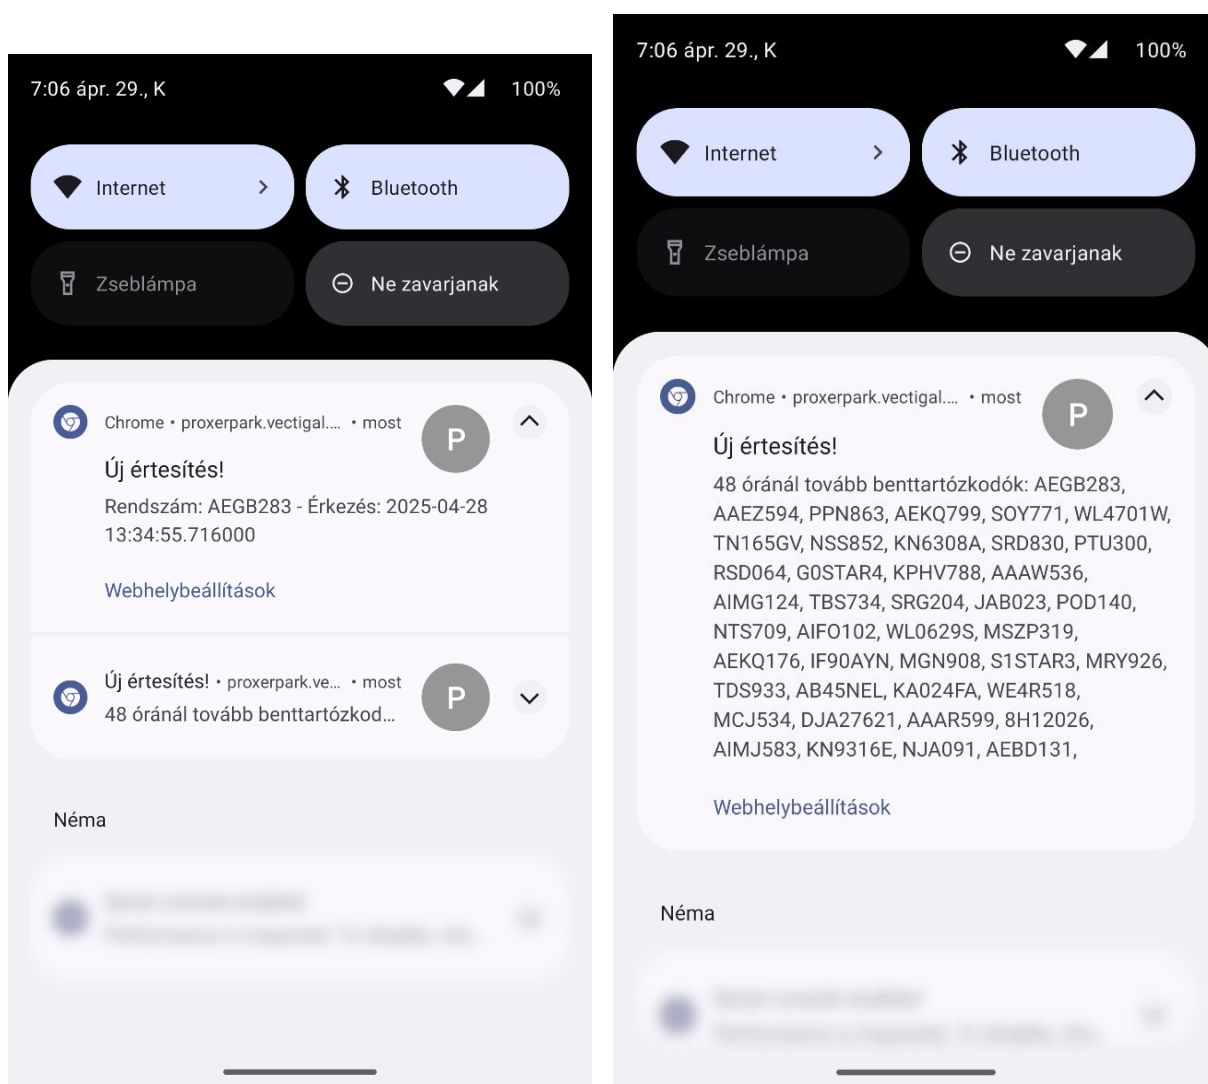 7:06 ápr. 29., K
100%
Internet
Bluetooth
Zseblámpa
Ne zavarjanak
Chrome • proxerpark.vectigal.... • most
P
Új értesítés!
Rendszám: AEGB283 - Érkezés: 2025-04-28
13:34:55.716000
Webhelybeállítások
Új értesítés! • proxerpark.ve... • most
P
48 óránál tovább benttartózkod...
Néma
7:06 ápr. 29., K
100%
Internet
Bluetooth
Zseblámpa
Ne zavarjanak
Chrome • proxerpark.vectigal.... • most
P
Új értesítés!
48 óránál tovább benttartózkodók: AEGB283,
AAEZ594, PPN863, AEKQ799, SOY771, WL4701W,
TN165GV, NSS852, KN6308A, SRD830, PTU300,
RSD064, G0STAR4, KPHV788, AAAW536,
AIMG124, TBS734, SRG204, JAB023, POD140,
NTS709, AIFO102, WL0629S, MSZP319,
AEKQ176, IF90AYN, MGN908, S1STAR3, MRY926,
TDS933, AB45NEL, KA024FA, WE4R518,
MCJ534, DJA27621, AAAR599, 8H12026,
AIMJ583, KN9316E, NJA091, AEBD131,
Webhelybeállítások
Néma